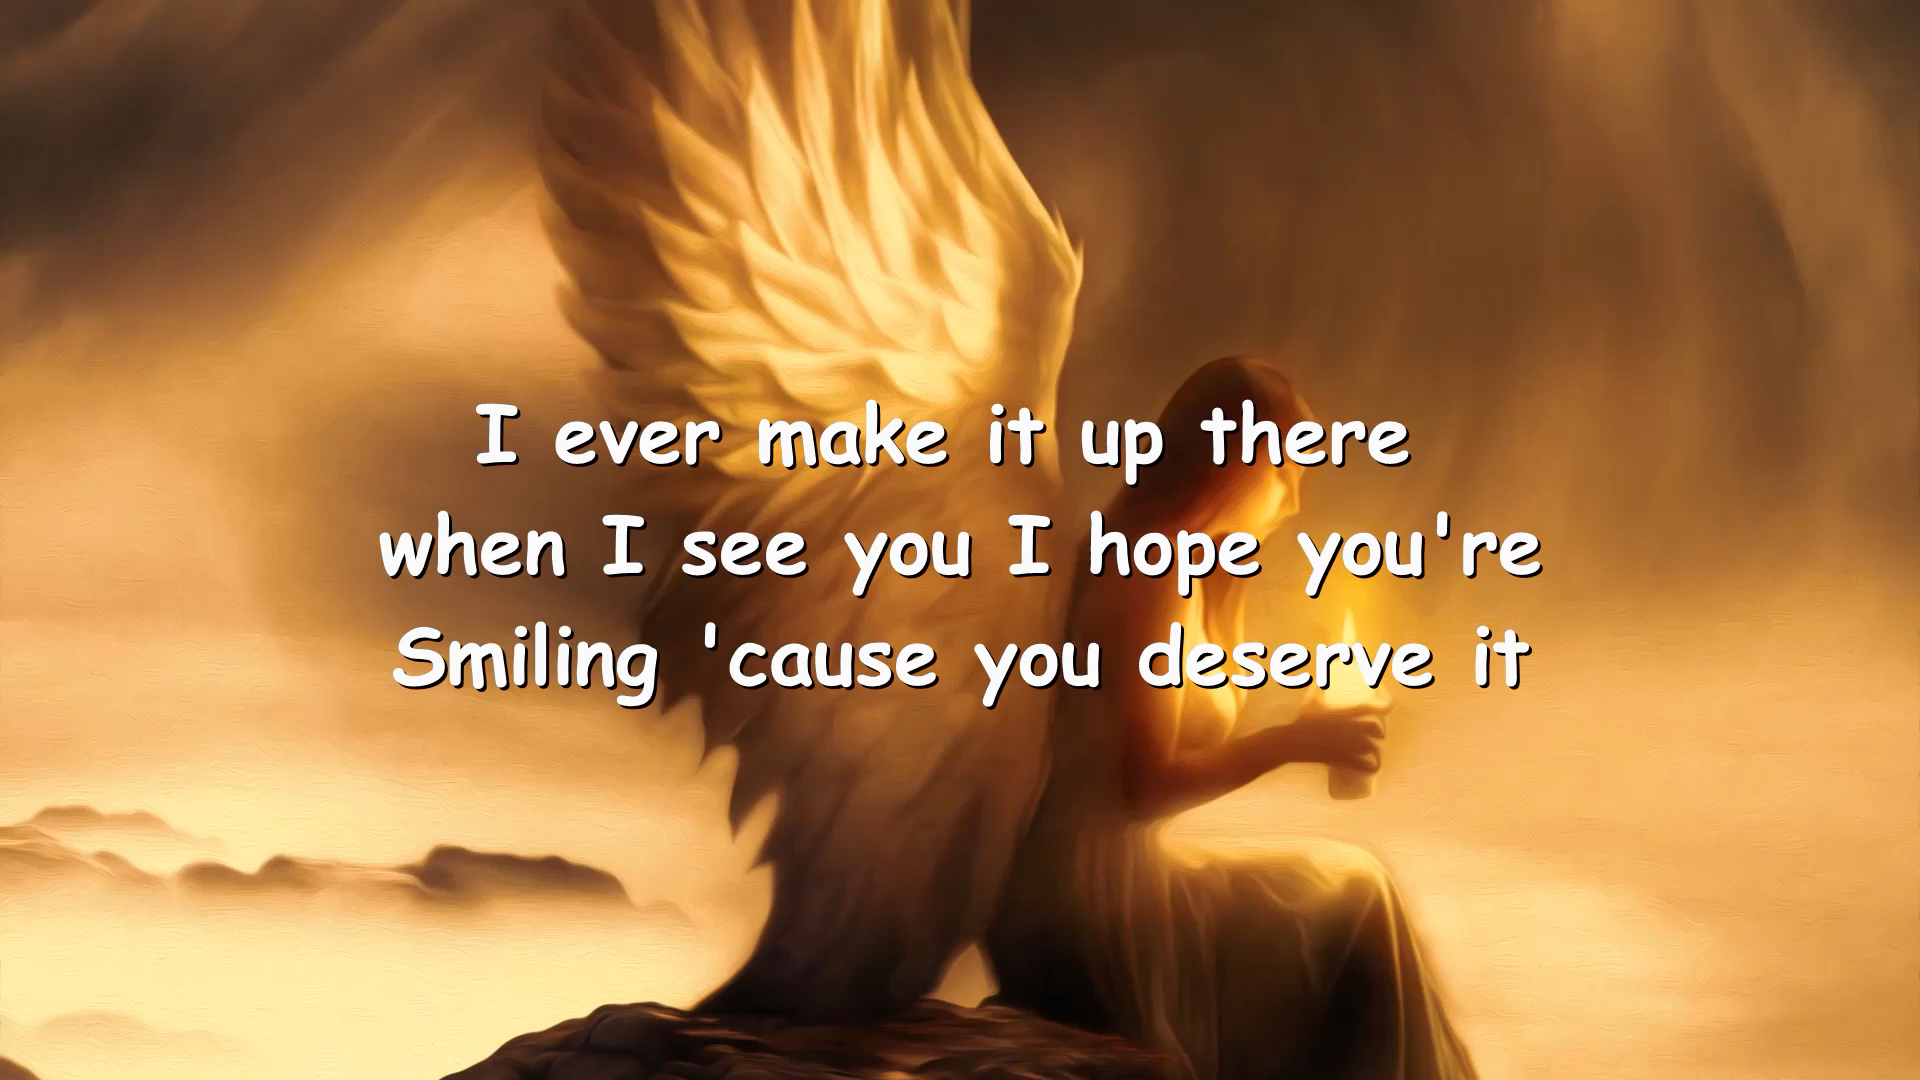 I ever make it up there
when I see you I hope you're
Smiling 'cause you deserve it